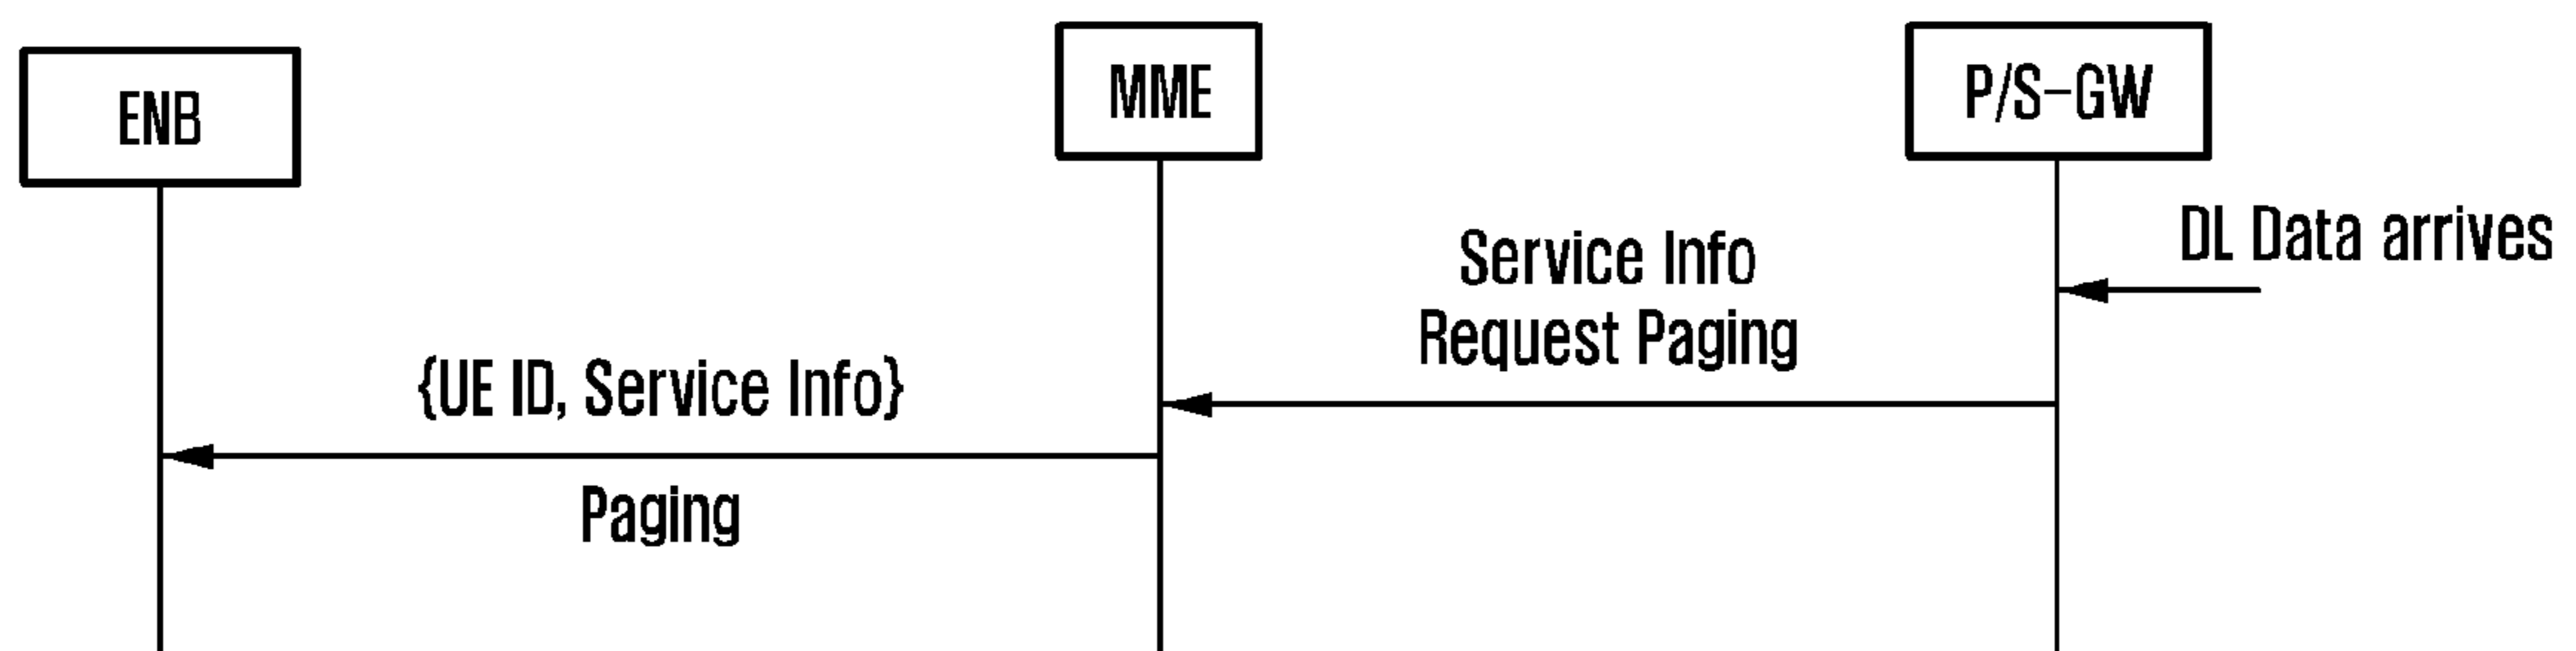 ENB
MME
P/S-GW
DL Data arrives
Service Info
Request Paging
{UE ID, Service Info}
Paging